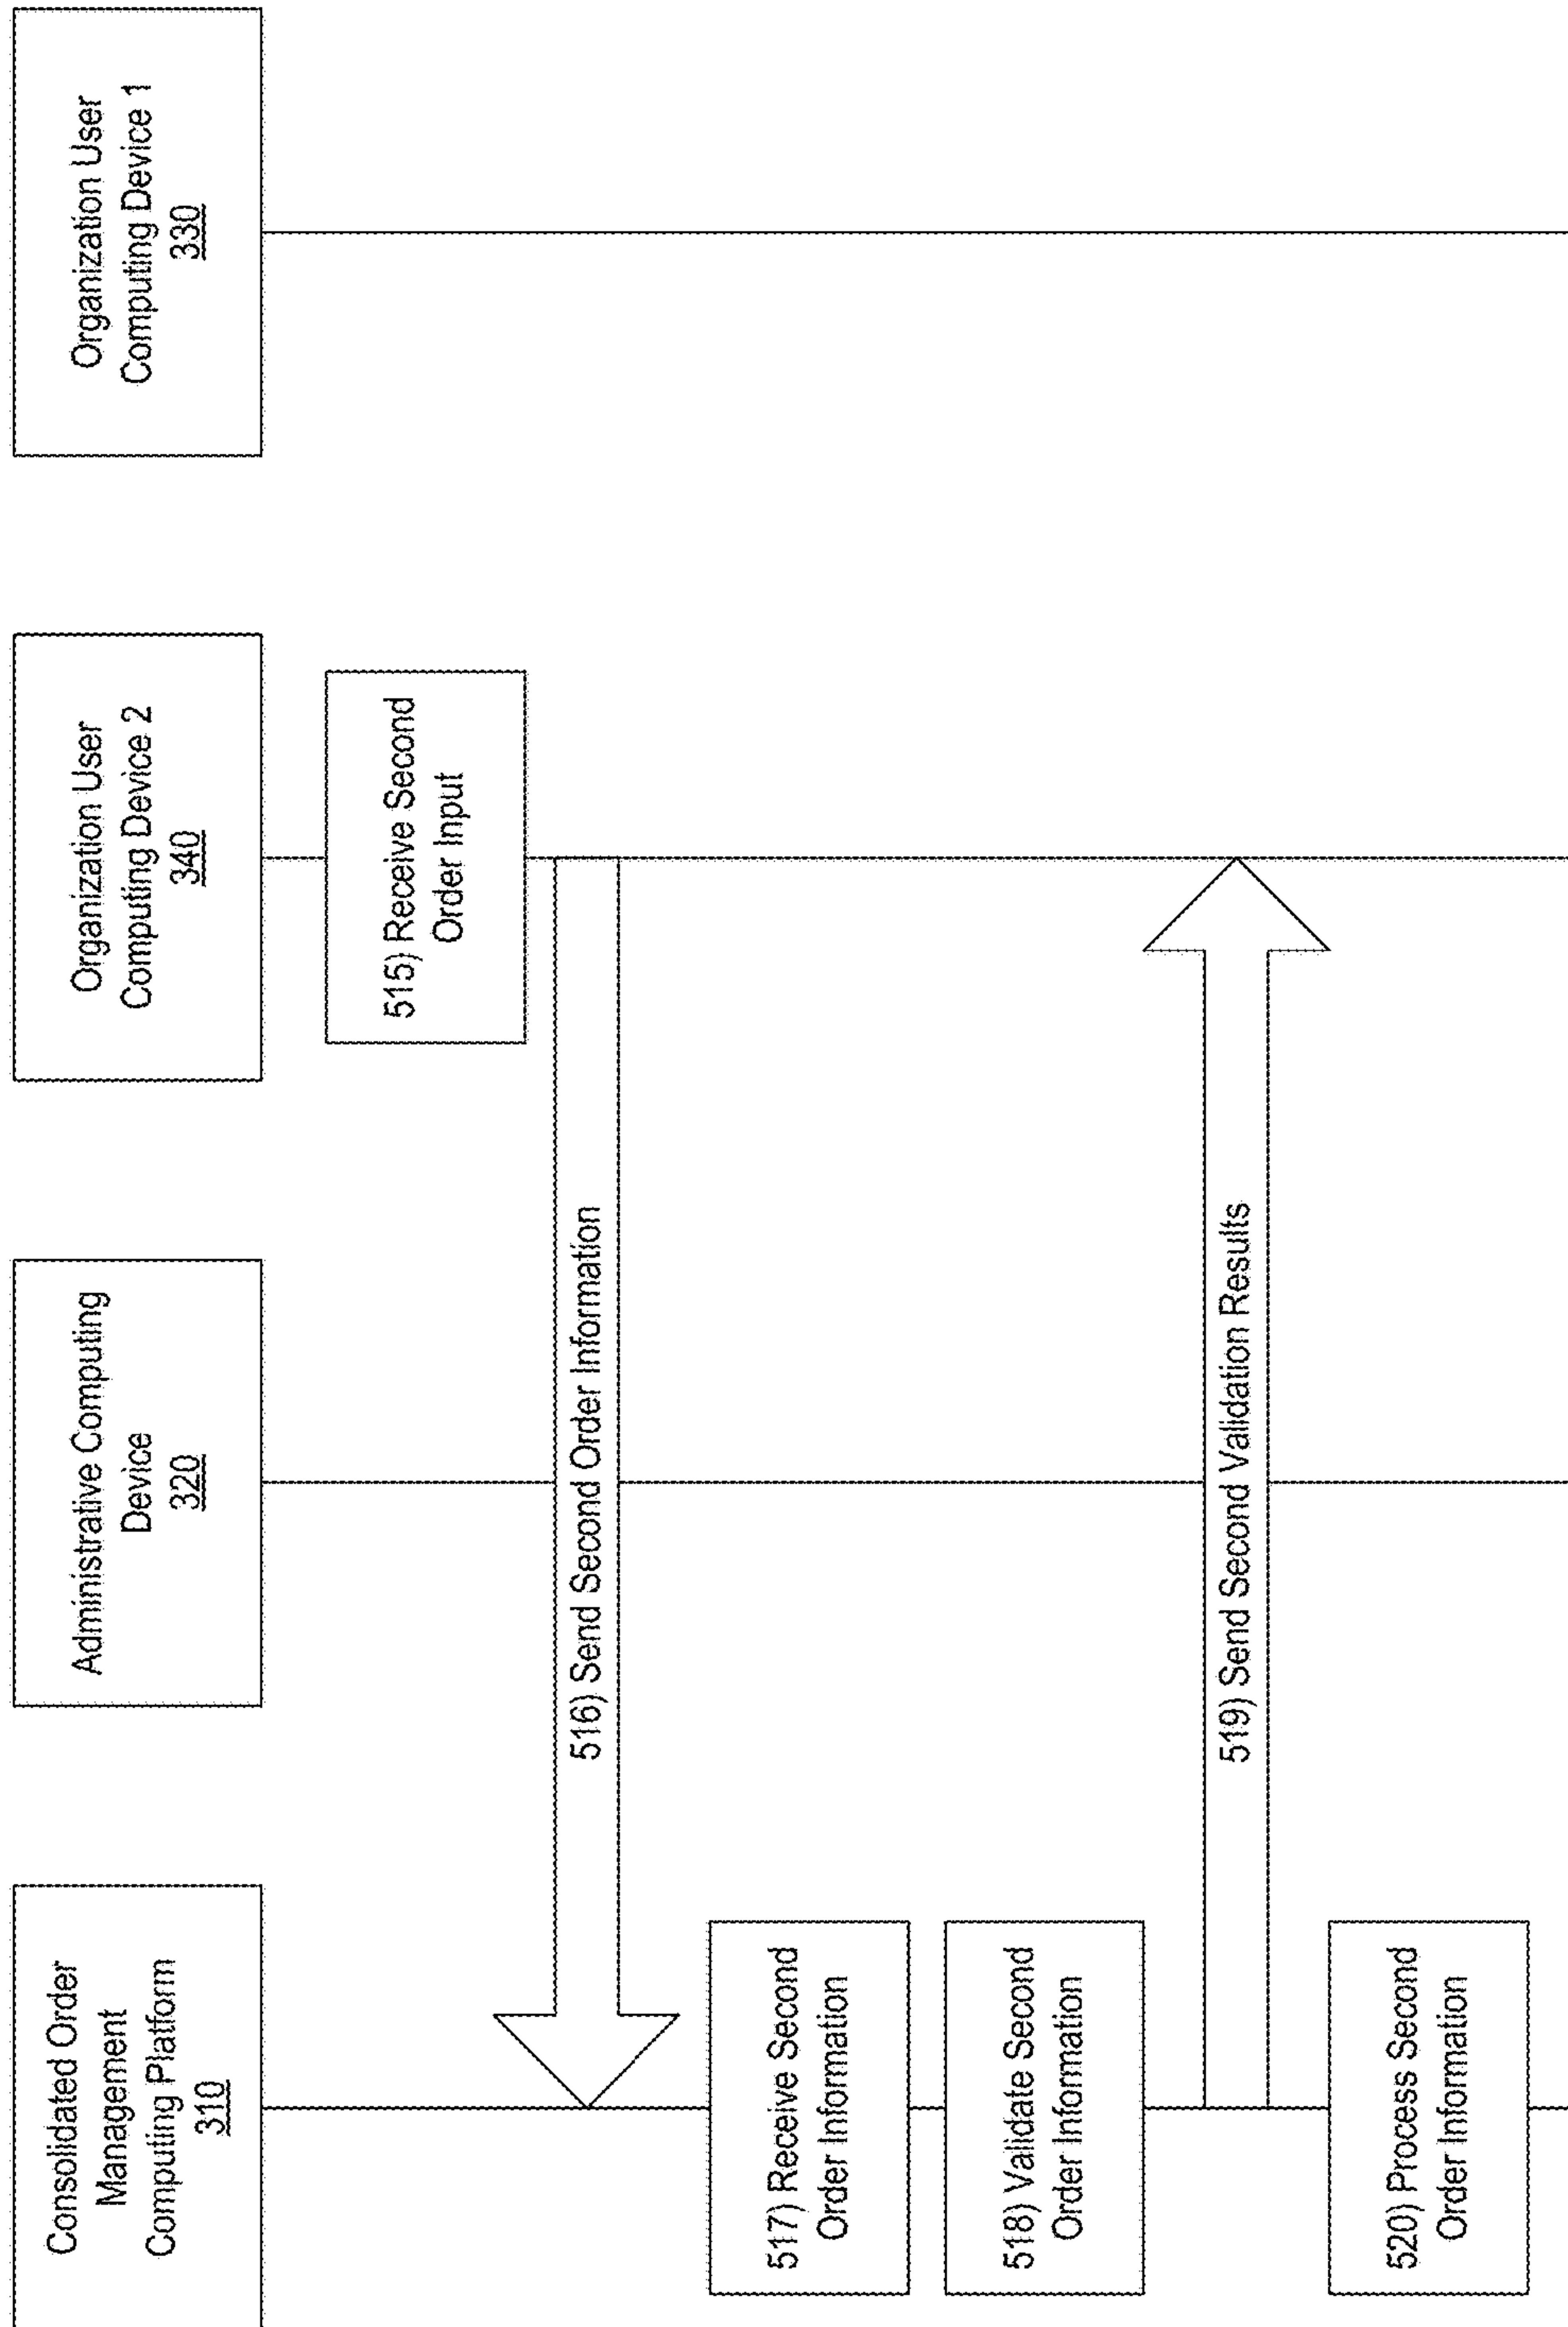 Consolidated Order
Management
Computing Platform
310
Administrative Computing
Device
320
Organization User
Computing Device 2
340
Organization User
Computing Device 1
330
515) Receive Second
Order Input
516) Send Second Order Information
517) Receive Second
Order Information
518) Validate Second
Order Information
519) Send Second Validation Results
520) Process Second
Order Information